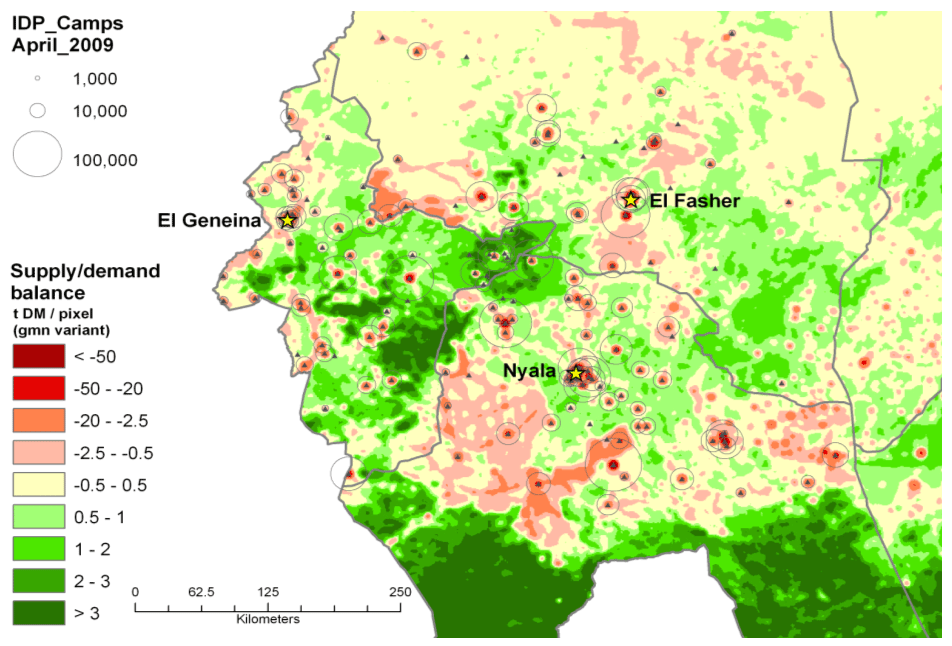 IDP_Camps
April_2009
1,000
10,000
100,000
El Fasher
El Geneina
Supply/demand
balance
t DM / pixel
(gmn variant)
< -50
-50 - -20
-20 - -2.5
-2.5 - -0.5
-0.5 - 0.5
0.5 - 1
1 - 2
2 - 3
> 3
Nyala
0 62.5 125 250
Kilometers